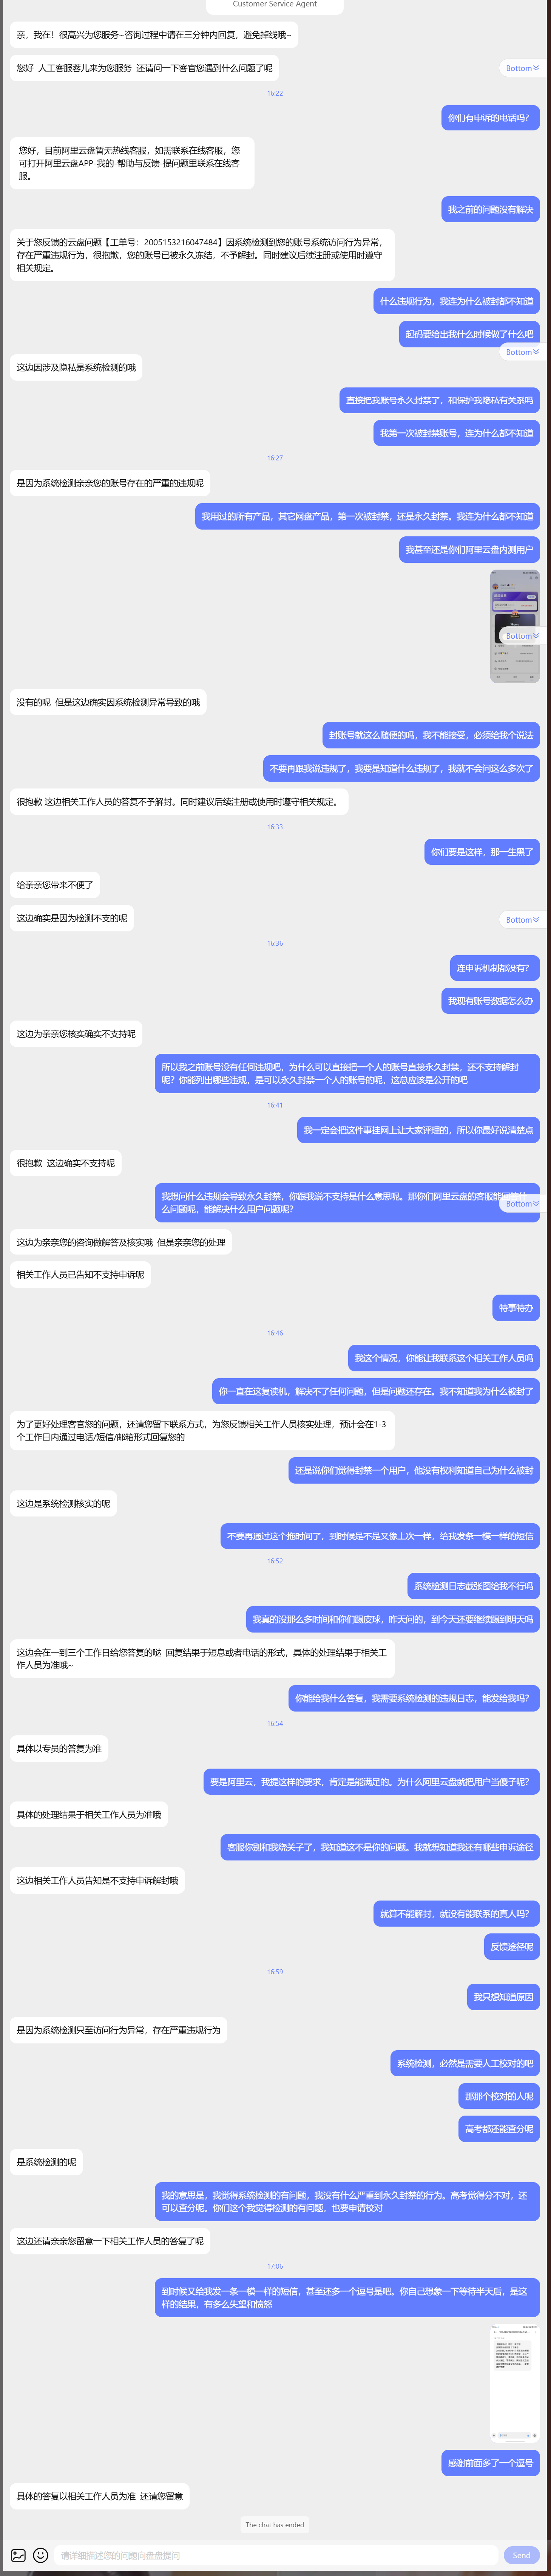 Customer Service Agent
亲，我在！很高兴为您服务~咨询过程中请在三分钟内回复，避免掉线哦~
您好  人工客服蓉儿来为您服务  还请问一下客官您遇到什么问题了呢
Bottom
16:22
你们有申诉的电话吗？
您好，目前阿里云盘暂无热线客服，如需联系在线客服，您
可打开阿里云盘APP-我的-帮助与反馈-提问题里联系在线客
服。
我之前的问题没有解决
关于您反馈的云盘问题【工单号：2005153216047484】因系统检测到您的账号系统访问行为异常，
存在严重违规行为，很抱歉，您的账号已被永久冻结，不予解封。同时建议后续注册或使用时遵守
相关规定。
什么违规行为，我连为什么被封都不知道
起码要给出我什么时候做了什么吧
Bottom
这边因涉及隐私是系统检测的哦
直接把我账号永久封禁了，和保护我隐私有关系吗
我第一次被封禁账号，连为什么都不知道
16:27
是因为系统检测亲亲您的账号存在的严重的违规呢
我用过的所有产品，其它网盘产品，第一次被封禁，还是永久封禁。我连为什么都不知道
我甚至还是你们阿里云盘内测用户
Bottom
没有的呢  但是这边确实因系统检测异常导致的哦
封账号就这么随便的吗，我不能接受，必须给我个说法
不要再跟我说违规了，我要是知道什么违规了，我就不会问这么多次了
很抱歉 这边相关工作人员的答复不予解封。同时建议后续注册或使用时遵守相关规定。
16:33
你们要是这样，那一生黑了
给亲亲您带来不便了
这边确实是因为检测不支的呢
Bottom
16:36
连申诉机制都没有？
我现有账号数据怎么办
这边为亲亲您核实确实不支持呢
所以我之前账号没有任何违规吧，为什么可以直接把一个人的账号直接永久封禁，还不支持解封
呢？你能列出哪些违规，是可以永久封禁一个人的账号的呢，这总应该是公开的吧
16:41
我一定会把这件事挂网上让大家评理的，所以你最好说清楚点
很抱歉  这边确实不支持呢
我想问什么违规会导致永久封禁，你跟我说不支持是什么意思呢。那你们阿里云盘的客服能
么问题呢，能解决什么用户问题呢？
Bottom
这边为亲亲您的咨询做解答及核实哦  但是亲亲您的处理
相关工作人员已告知不支持申诉呢
特事特办
16:46
我这个情况，你能让我联系这个相关工作人员吗
你一直在这复读机，解决不了任何问题，但是问题还存在。我不知道我为什么被封了
为了更好处理客官您的问题，还请您留下联系方式，为您反馈相关工作人员核实处理，预计会在1-3
个工作日内通过电话/短信/邮箱形式回复您的
还是说你们觉得封禁一个用户，他没有权利知道自己为什么被封
这边是系统检测核实的呢
不要再通过这个拖时间了，到时候是不是又像上次一样，给我发条一模一样的短信
16:52
系统检测日志截张图给我不行吗
我真的没那么多时间和你们踢皮球，昨天问的，到今天还要继续踢到明天吗
这边会在一到三个工作日给您答复的哒  回复结果于短息或者电话的形式，具体的处理结果于相关工
作人员为准哦~
你能给我什么答复，我需要系统检测的违规日志，能发给我吗？
16:54
具体以专员的答复为准
要是阿里云，我提这样的要求，肯定是能满足的。为什么阿里云盘就把用户当傻子呢？
具体的处理结果于相关工作人员为准哦
客服你别和我绕关子了，我知道这不是你的问题。我就想知道我还有哪些申诉途径
这边相关工作人员告知是不支持申诉解封哦
就算不能解封，就没有能联系的真人吗？
反馈途径呢
16:59
我只想知道原因
是因为系统检测只至访问行为异常，存在严重违规行为
系统检测，必然是需要人工校对的吧
那那个校对的人呢
高考都还能查分呢
是系统检测的呢
我的意思是，我觉得系统检测的有问题，我没有什么严重到永久封禁的行为。高考觉得分不对，还
可以查分呢。你们这个我觉得检测的有问题，也要申请校对
这边还请亲亲您留意一下相关工作人员的答复了呢
17:06
到时候又给我发一条一模一样的短信，甚至还多一个逗号是吧。你自己想象一下等待半天后，是这
样的结果，有多么失望和愤怒
感谢前面多了一个逗号
具体的答复以相关工作人员为准  还请您留意
The chat has ended
请详细描述您的问题向盘盘提问
Send